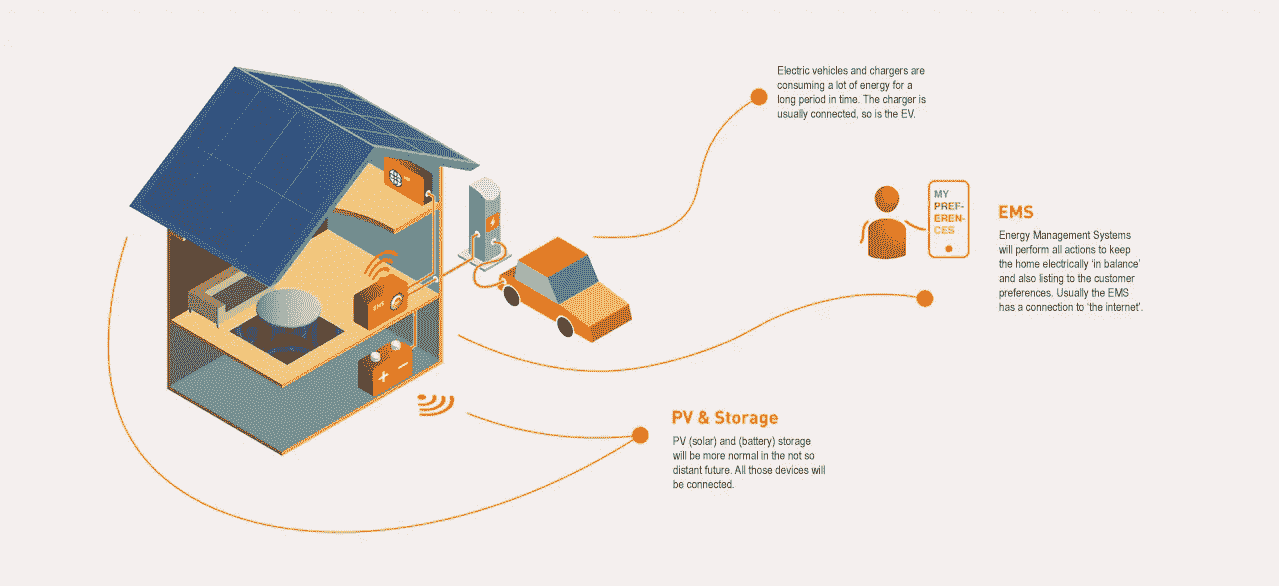 Electric vehicles and chargers are
consuming a lot of energy for a
long period in time. The charger is
usually connected, so is the EV.
MY
PREF-
EREN-
CES
EMS
Energy Management Systems
will perform all actions to keep
the home electrically ‘in balance’
and also listing to the customer
preferences. Usually the EMS
has a connection to ‘the internet’.
EMS
PV & Storage
PV (solar) and (battery) storage
will be more normal in the not so
distant future. All those devices will
be connected.